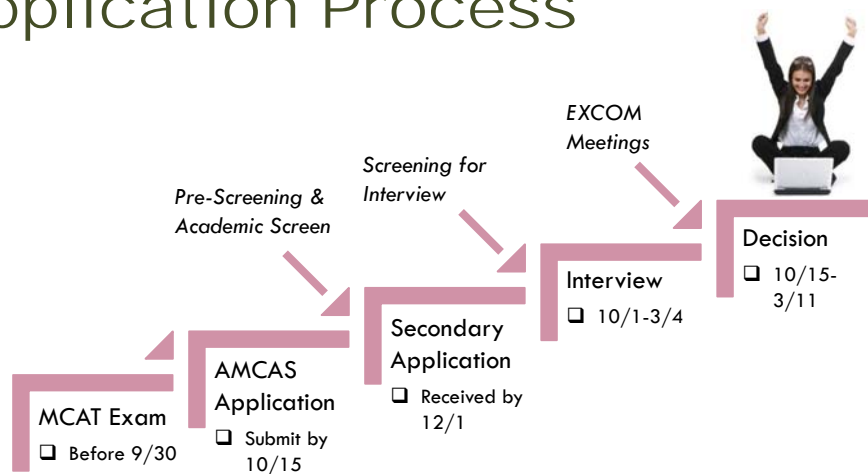 Application Process
EXCOM
Meetings
Screening for
Interview
Pre-Screening &
Academic Screen
MCAT Exam
❑ Before 9/30
AMCAS
Application
❑ Submit by
10/15
Secondary
Application
❑ Received by
12/1
Interview
❑ 10/1-3/4
Decision
❑ 10/15-
3/11